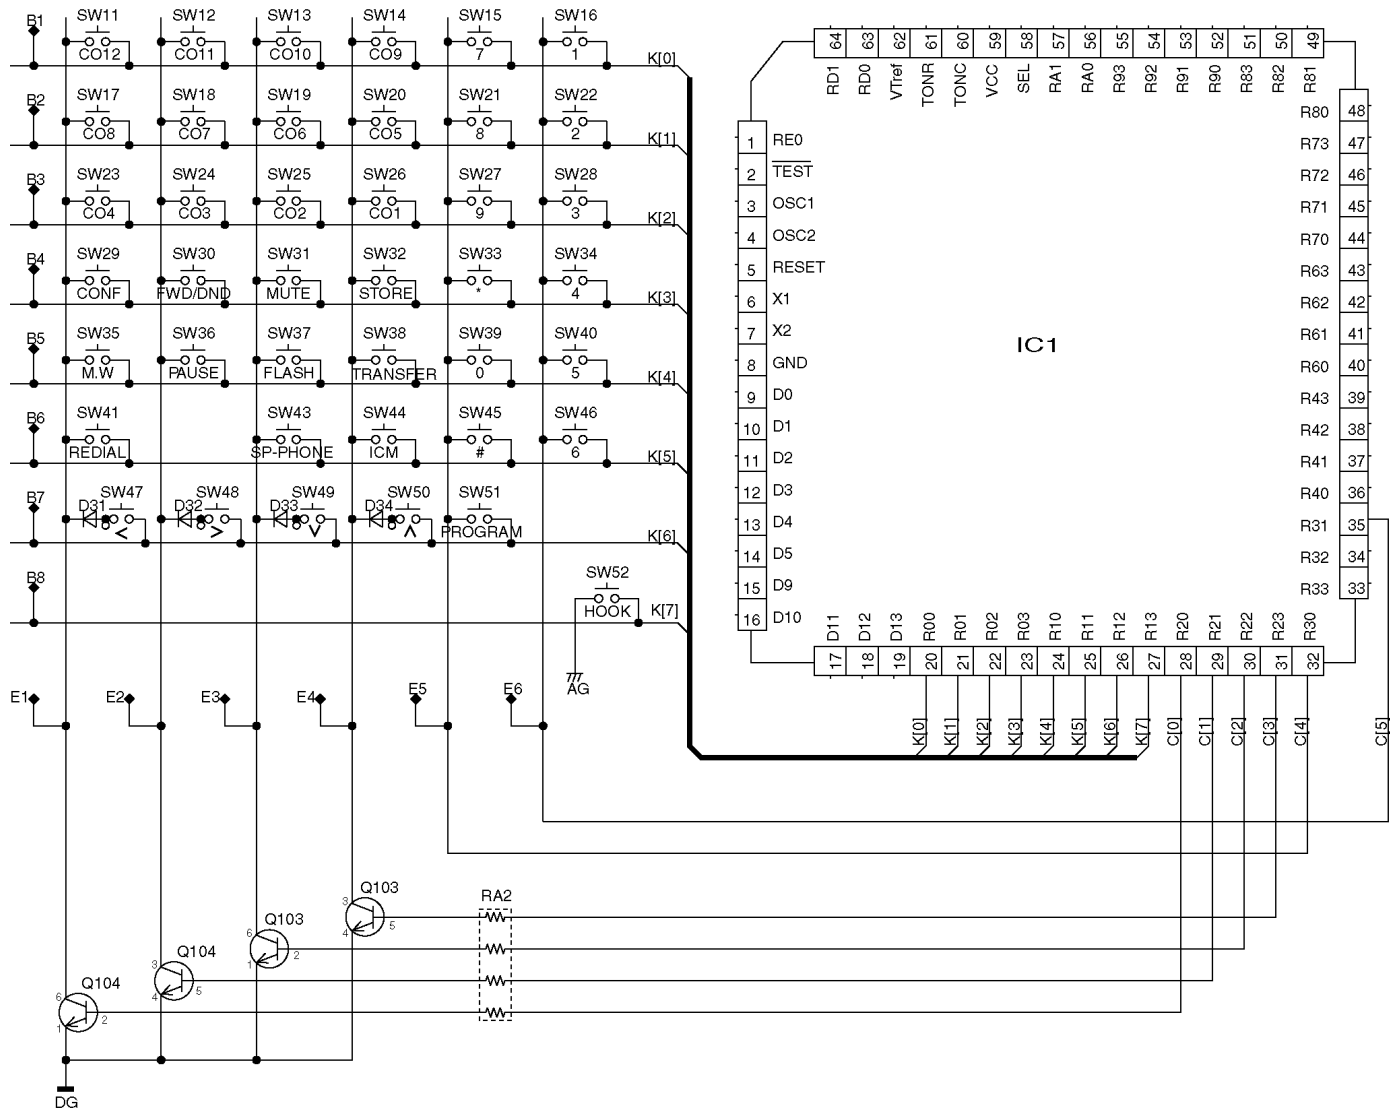 B1 SW11 SW12 SW13 SW14 SW15 SW16
CO12 CO11 CO10 CO9 7 1 K[0]
B2 SW17 SW18 SW19 SW20 SW21 SW22
CO8 CO7 CO6 CO5 8 2 K[1]
B3 SW23 SW24 SW25 SW26 SW27 SW28
CO4 CO3 CO2 CO1 9 3 K[2]
B4 SW29 SW30 SW31 SW32 SW33 SW34
CONF FWD/DND MUTE STORE * 4 K[3]
B5 SW35 SW36 SW37 SW38 SW39 SW40
M.W PAUSE FLASH TRANSFER 0 5 K[4]
B6 SW41 SW43 SW44 SW45 SW46
REDIAL SP-PHONE ICM # 6 K[5]
B7 D31 SW47 D32 SW48 D33 SW49 D34 SW50 SW51
< > V Λ PROGRAM K[6]
B8 SW52
HOOK K[7]
AG
E1 E2 E3 E4 E5 E6
64 63 62 61 60 59 58 57 56 55 54 53 52 51 50 49
RD1 RD0 VTref TONR TONC VCC SEL RA1 RA0 R93 R92 R91 R90 R83 R82 R81
1 RE0
2 TEST
3 OSC1
4 OSC2
5 RESET
6 X1
7 X2
8 GND
9 D0
10 D1
11 D2
12 D3
13 D4
14 D5
15 D9
16 D10
IC1
R80 48
R73 47
R72 46
R71 45
R70 44
R63 43
R62 42
R61 41
R60 40
R43 39
R42 38
R41 37
R40 36
R31 35
R32 34
R33 33
D11 D12 D13 R00 R01 R02 R03 R10 R11 R12 R13 R20 R21 R22 R23 R30
17 18 19 20 21 22 23 24 25 26 27 28 29 30 31 32
K[0] K[1] K[2] K[3] K[4] K[5] K[6] K[7] C[0] C[1] C[2] C[3] C[4] C[5]
Q103
3 4 5
RA2
Q103
6 1 2
Q104
3 4 5
Q104
6 1 2
DG